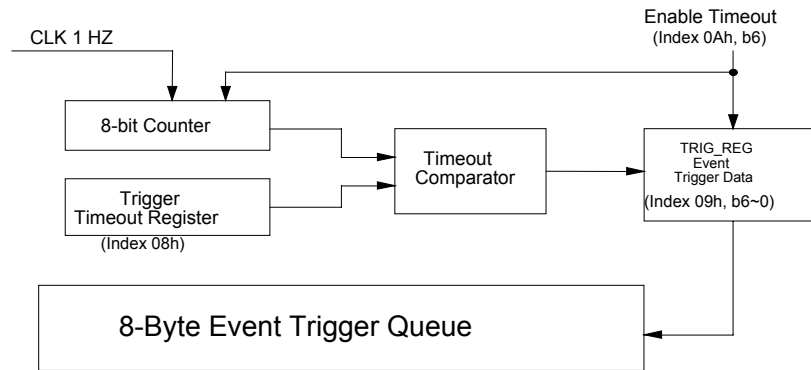 Enable Timeout
(Index 0Ah, b6)
CLK 1 HZ
8-bit Counter
Timeout
Comparator
TRIG_REG
Event
Trigger Data
(Index 09h, b6~0)
Trigger
Timeout Register
(Index 08h)
8-Byte Event Trigger Queue